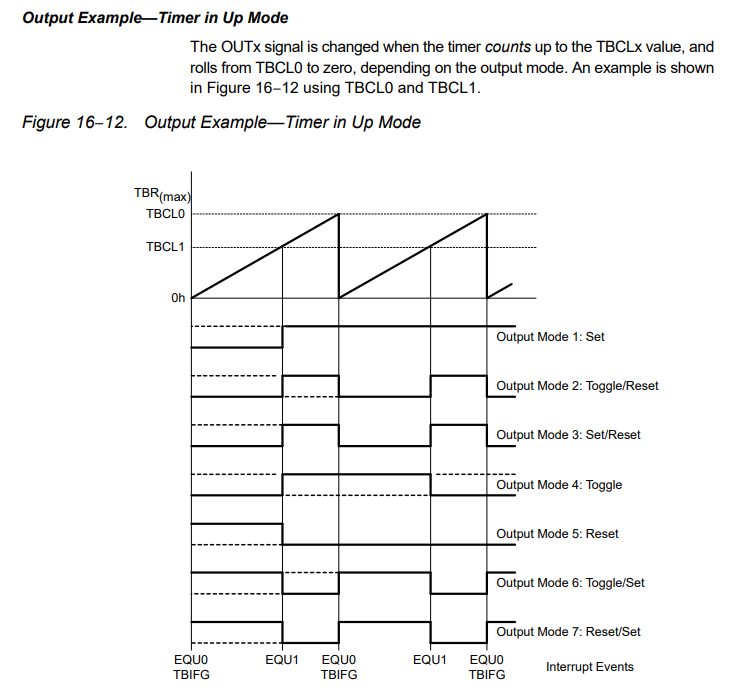 Output Example—Timer in Up Mode
The OUTx signal is changed when the timer counts up to the TBCLx value, and
rolls from TBCL0 to zero, depending on the output mode. An example is shown
in Figure 16–12 using TBCL0 and TBCL1.
Figure 16–12. Output Example—Timer in Up Mode
TBR(max)
TBCL0
TBCL1
0h
Output Mode 1: Set
Output Mode 2: Toggle/Reset
Output Mode 3: Set/Reset
Output Mode 4: Toggle
Output Mode 5: Reset
Output Mode 6: Toggle/Set
Output Mode 7: Reset/Set
EQU0 EQU1 EQU0 EQU1 EQU0 Interrupt Events
TBIFG TBIFG TBIFG